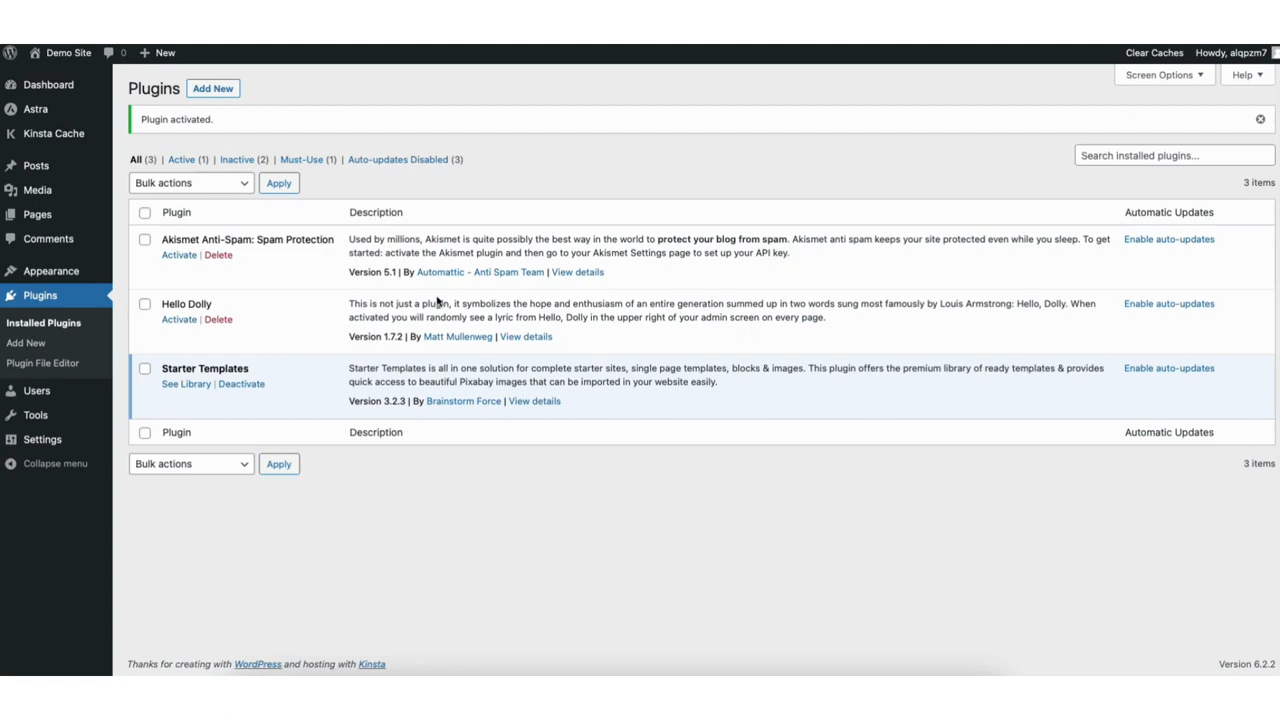 Demo Site 0 New Clear Caches Howdy, alqpzm7
Dashboard
Astra
Kinsta Cache
Posts
Media
Pages
Comments
Appearance
Plugins
Installed Plugins
Add New
Plugin File Editor
Users
Tools
Settings
Collapse menu
Screen Options Help
Plugins Add New
Plugin activated.
All (3) | Active (1) | Inactive (2) | Must-Use (1) | Auto-updates Disabled (3)
Search installed plugins...
Bulk actions Apply 3 items
Plugin Description Automatic Updates
Akismet Anti-Spam: Spam Protection
Activate | Delete
Used by millions, Akismet is quite possibly the best way in the world to protect your blog from spam. Akismet anti spam keeps your site protected even while you sleep. To get
started: activate the Akismet plugin and then go to your Akismet Settings page to set up your API key.
Version 5.1 | By Automattic - Anti Spam Team | View details
Enable auto-updates
Hello Dolly
Activate | Delete
This is not just a plugin, it symbolizes the hope and enthusiasm of an entire generation summed up in two words sung most famously by Louis Armstrong: Hello, Dolly. When
activated you will randomly see a lyric from Hello, Dolly in the upper right of your admin screen on every page.
Version 1.7.2 | By Matt Mullenweg | View details
Enable auto-updates
Starter Templates
See Library | Deactivate
Starter Templates is all in one solution for complete starter sites, single page templates, blocks & images. This plugin offers the premium library of ready templates & provides
quick access to beautiful Pixabay images that can be imported in your website easily.
Version 3.2.3 | By Brainstorm Force | View details
Enable auto-updates
Plugin Description Automatic Updates
Bulk actions Apply 3 items
Thanks for creating with WordPress and hosting with Kinsta Version 6.2.2